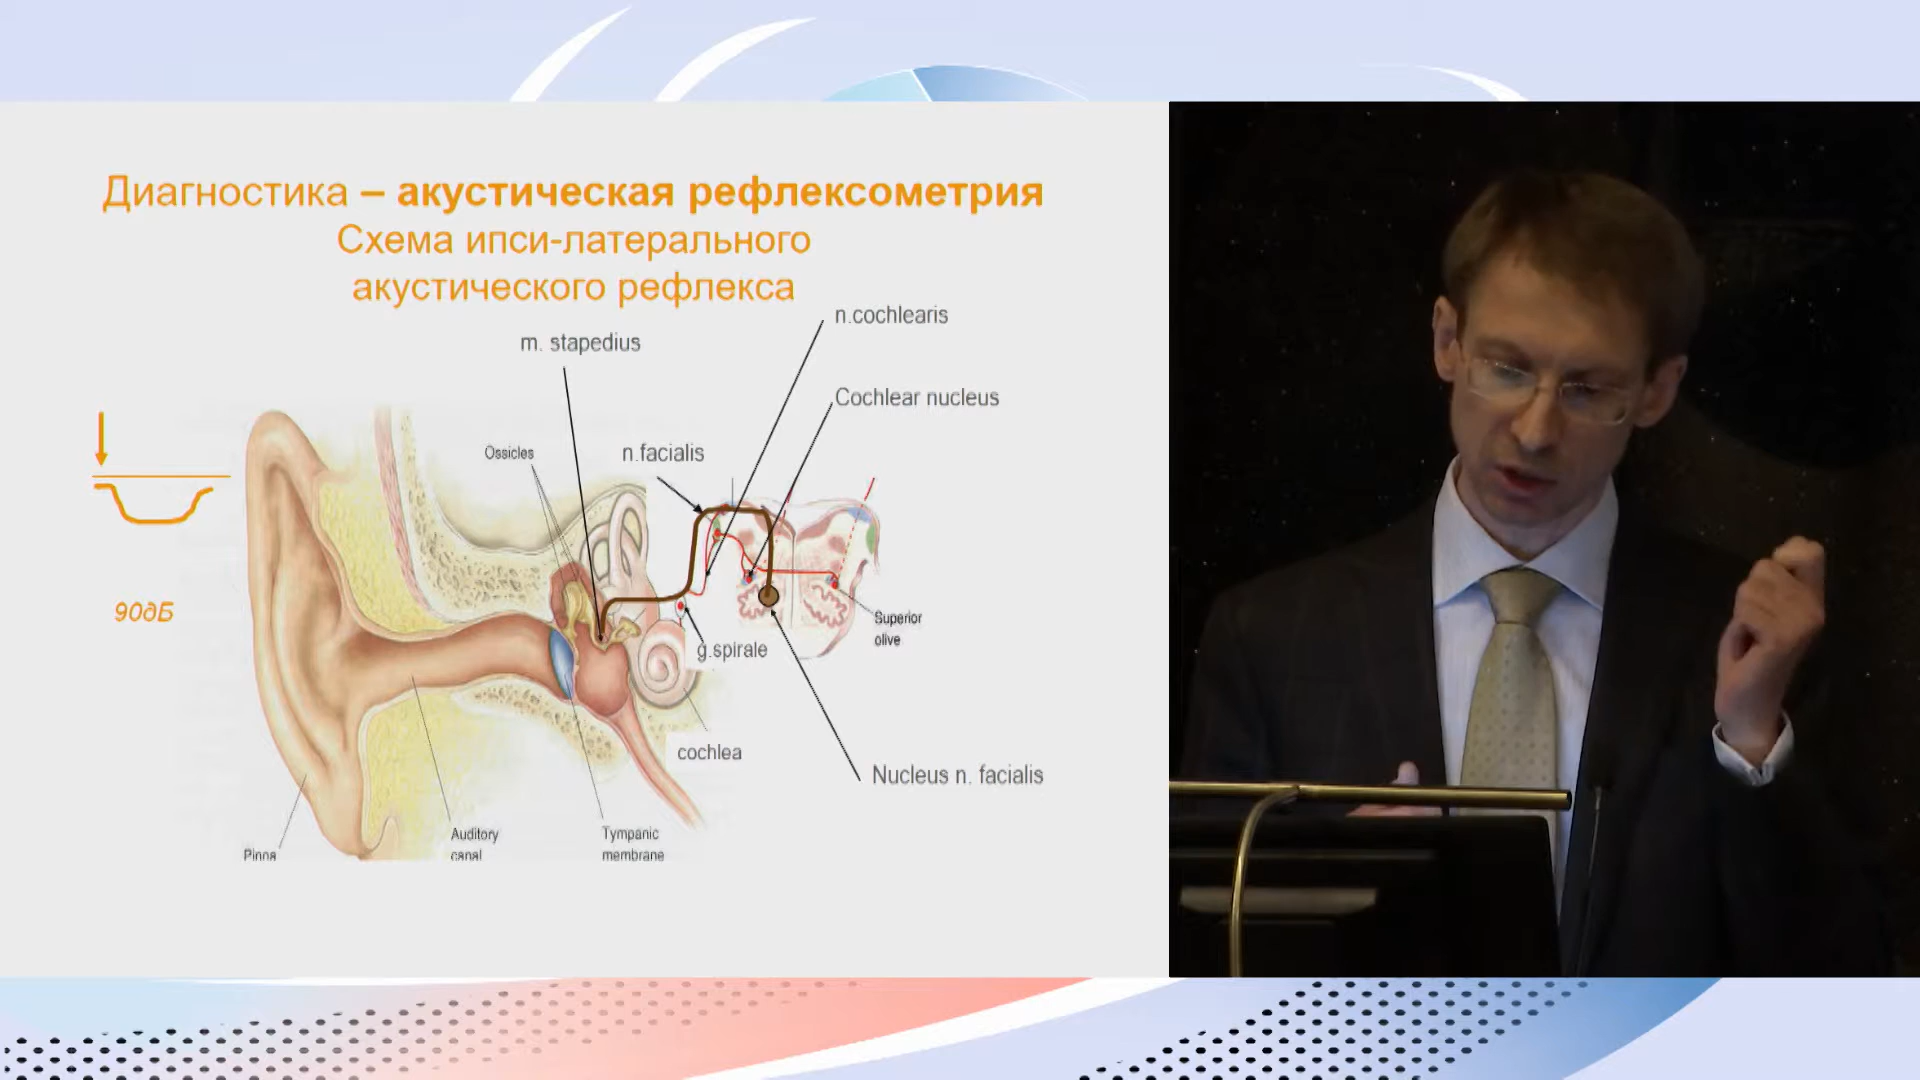 Диагностика – акустическая рефлексометрия
Схема ипси-латерального
акустического рефлекса
n.cochlearis
m. stapedius
Cochlear nucleus
Ossicles
n.facialis
90дБ
Superior
olive
g.spirale
cochlea
Nucleus n. facialis
Auditory
canal
Tympanic
membrane
Pinna